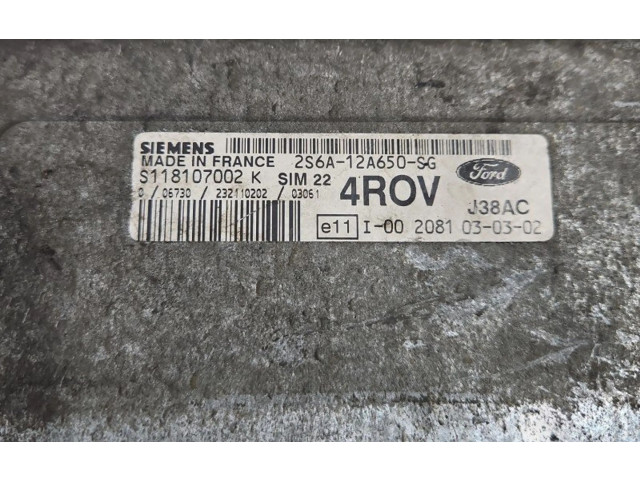 SIEMENS
MADE IN FRANCE 2S6A-12A650-SG
S118107002 K SIM 22 4ROV
Ford
J38AC
0 / 06730 / 232110202 / 03061
e11 I-00 2081 03-03-02